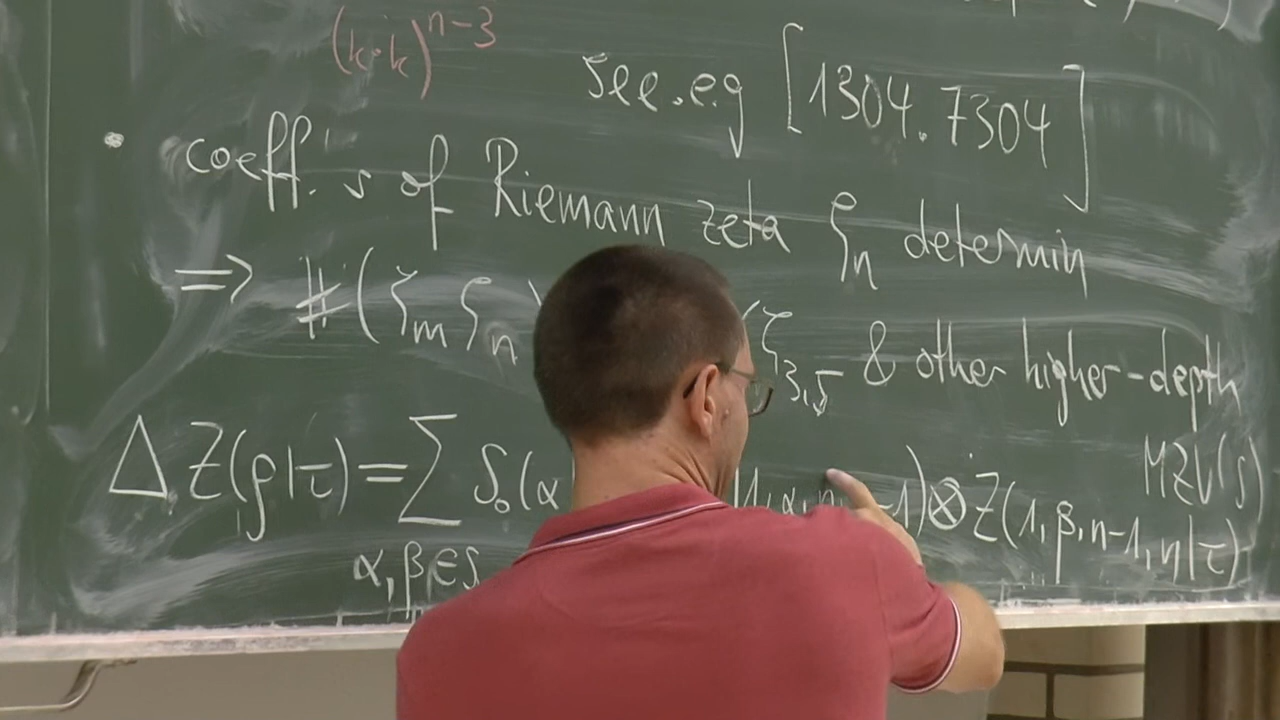 (k·k)^{n-3}
see.e.g [1304.7304]
• coeff.'s of Riemann zeta ζ_n determin
⇒ #(ζ_m ζ_n ζ_{3,5} & other higher-depth
MZV(s)
Δ Z(ρ|τ) = Σ S_0(α -1) ⊗ Z(1,β,n-1,n|τ)
α,β∈S